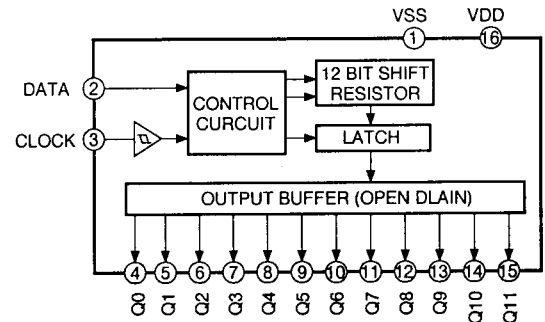 VSS VDD
1 16
DATA 2
CLOCK 3
CONTROL
CURCUIT
12 BIT SHIFT
RESISTOR
LATCH
OUTPUT BUFFER (OPEN DLAIN)
4 5 6 7 8 9 10 11 12 13 14 15
Q0 Q1 Q2 Q3 Q4 Q5 Q6 Q7 Q8 Q9 Q10 Q11